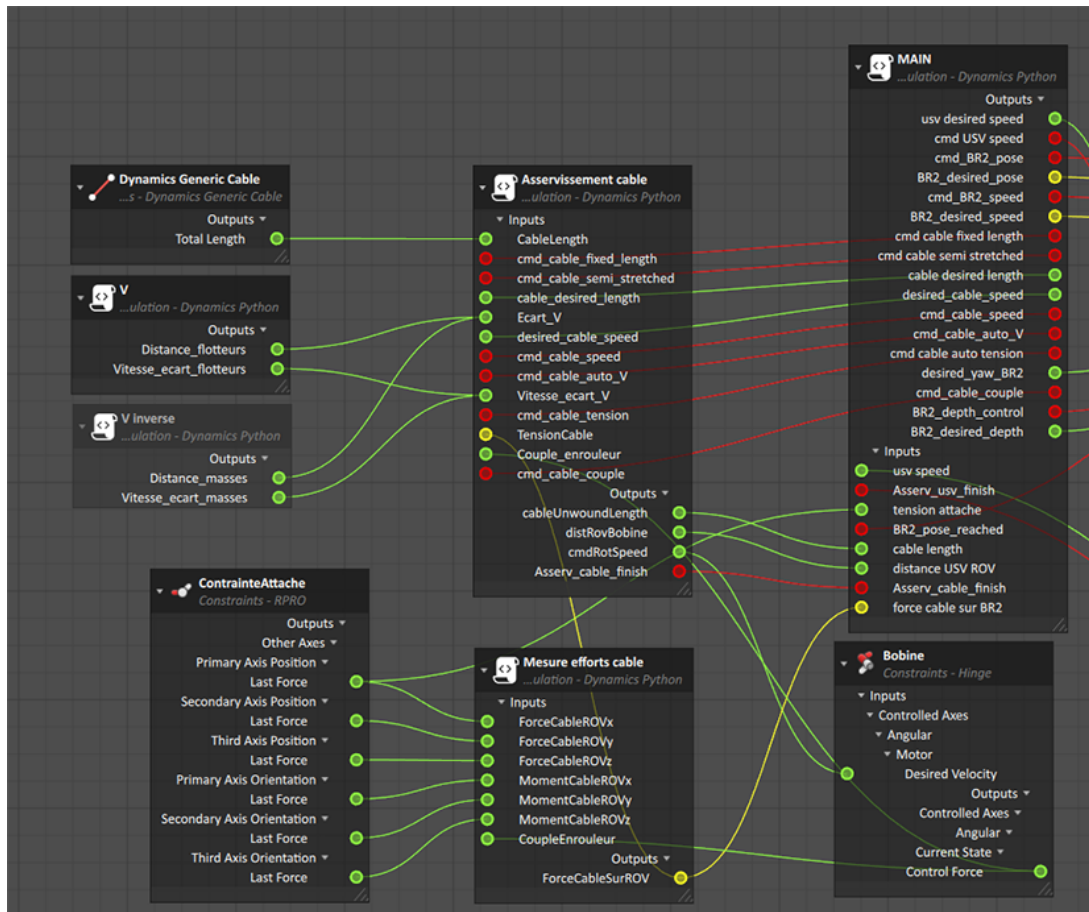 Dynamics Generic Cable
...s - Dynamics Generic Cable
Outputs
Total Length
V
...ulation - Dynamics Python
Outputs
Distance_flotteurs
Vitesse_ecart_flotteurs
V inverse
...ulation - Dynamics Python
Outputs
Distance_masses
Vitesse_ecart_masses
ContrainteAttache
Constraints - RPRO
Outputs
Other Axes
Primary Axis Position
Last Force
Secondary Axis Position
Last Force
Third Axis Position
Last Force
Primary Axis Orientation
Last Force
Secondary Axis Orientation
Last Force
Third Axis Orientation
Last Force
Asservissement cable
...ulation - Dynamics Python
Inputs
CableLength
cmd_cable_fixed_length
cmd_cable_semi_stretched
cable_desired_length
Ecart_V
desired_cable_speed
cmd_cable_speed
cmd_cable_auto_V
Vitesse_ecart_V
cmd_cable_tension
TensionCable
Couple_enrouleur
cmd_cable_couple
Outputs
cableUnwoundLength
distRovBobine
cmdRotSpeed
Asserv_cable_finish
Mesure efforts cable
...ulation - Dynamics Python
Inputs
ForceCableROVx
ForceCableROVy
ForceCableROVz
MomentCableROVx
MomentCableROVy
MomentCableROVz
CoupleEnrouleur
Outputs
ForceCableSurROV
MAIN
...ulation - Dynamics Python
Outputs
usv desired speed
cmd USV speed
cmd_BR2_pose
BR2_desired_pose
cmd_BR2_speed
BR2_desired_speed
cmd cable fixed length
cmd cable semi stretched
cable desired length
desired_cable_speed
cmd_cable_speed
cmd_cable_auto_V
cmd cable auto tension
desired_yaw_BR2
cmd_cable_couple
BR2_depth_control
BR2_desired_depth
Inputs
usv speed
Asserv_usv_finish
tension attache
BR2_pose_reached
cable length
distance USV ROV
Asserv_cable_finish
force cable sur BR2
Bobine
Constraints - Hinge
Inputs
Controlled Axes
Angular
Motor
Desired Velocity
Outputs
Controlled Axes
Angular
Current State
Control Force